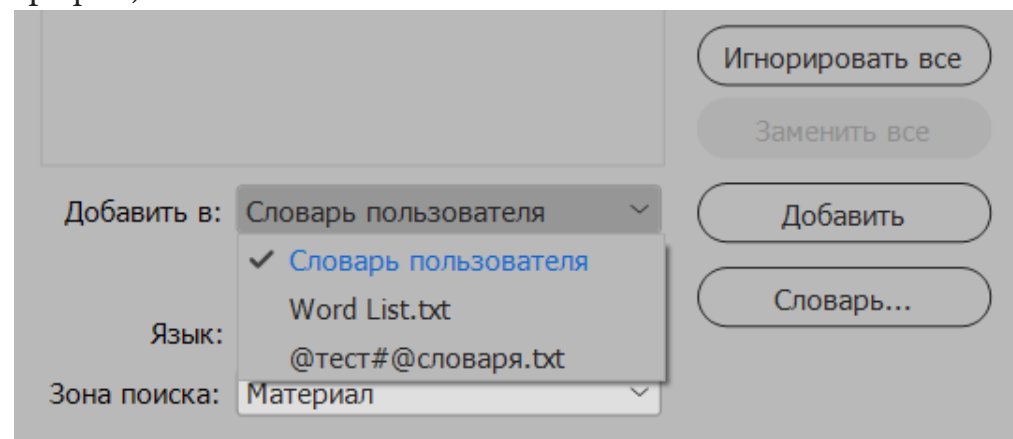 Игнорировать все
Заменить все
Добавить в: Словарь пользователя
Добавить
Словарь пользователя
Word List.txt
Словарь...
Язык:
@тест#@словаря.txt
Зона поиска: Материал